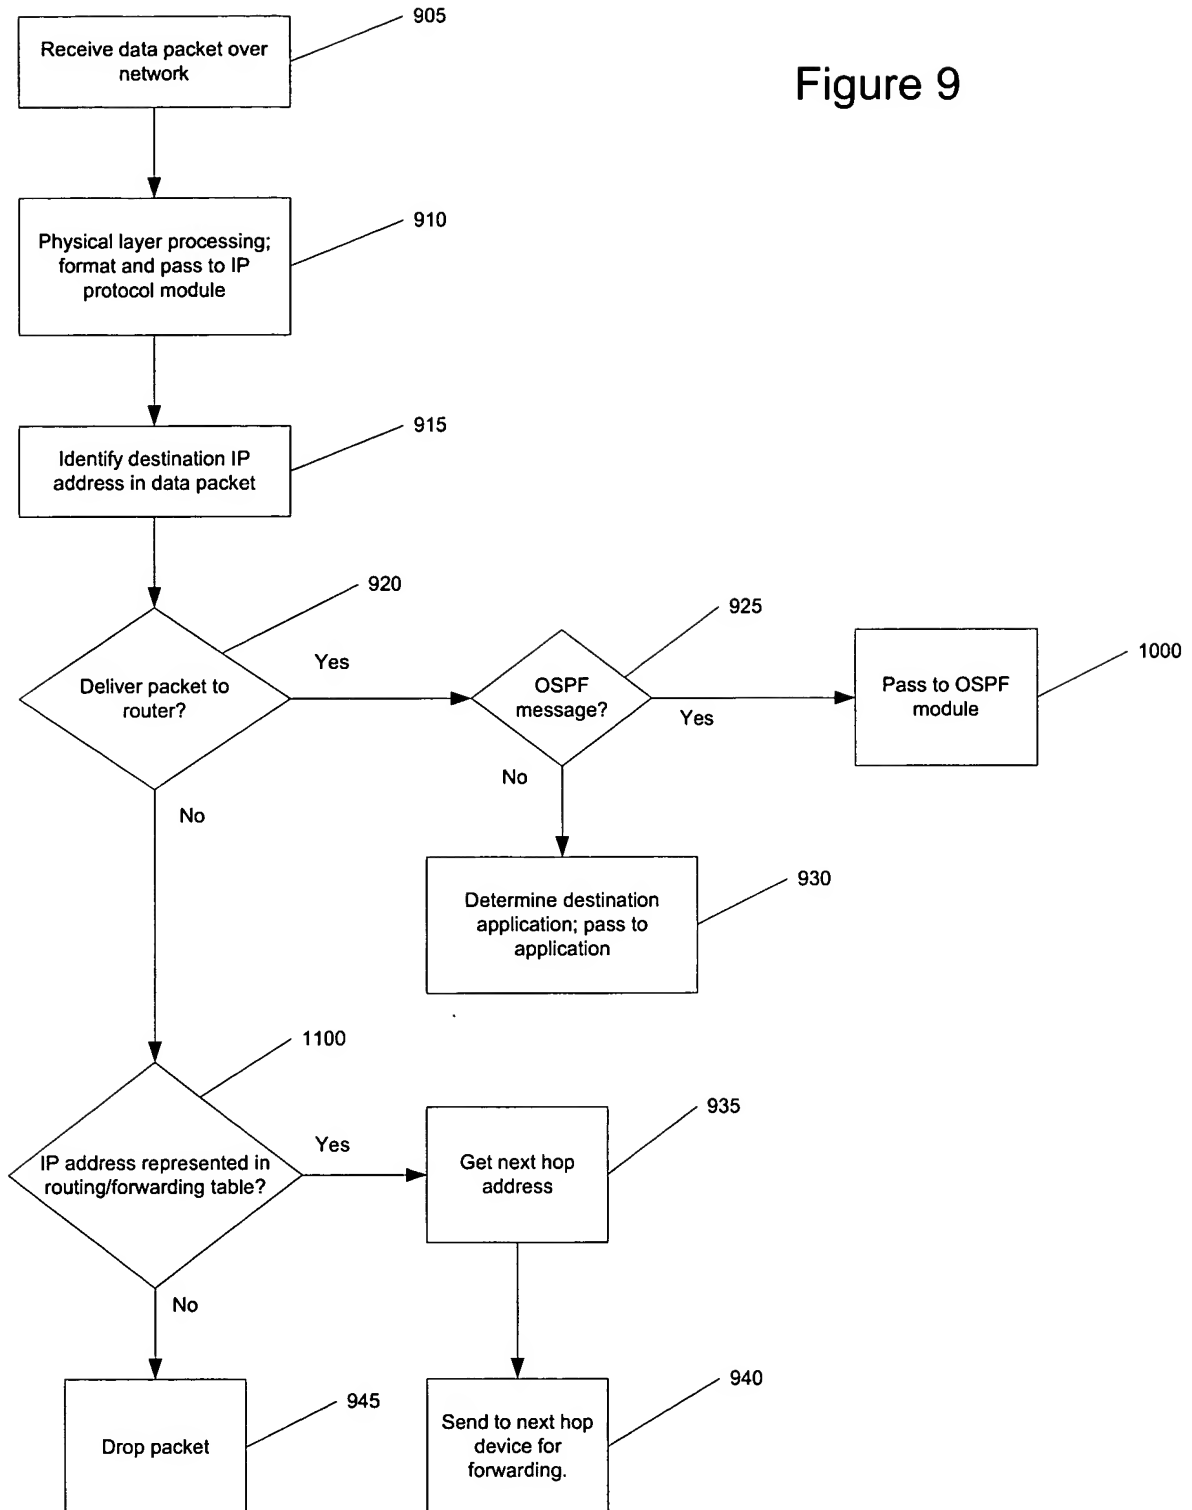 905
Receive data packet over
network
Figure 9
910
Physical layer processing;
format and pass to IP
protocol module
915
Identify destination IP
address in data packet
920
Deliver packet to
router?
Yes
925
OSPF
message?
Yes
1000
Pass to OSPF
module
No
No
930
Determine destination
application; pass to
application
1100
IP address represented in
routing/forwarding table?
Yes
935
Get next hop
address
No
945
Drop packet
940
Send to next hop
device for
forwarding.